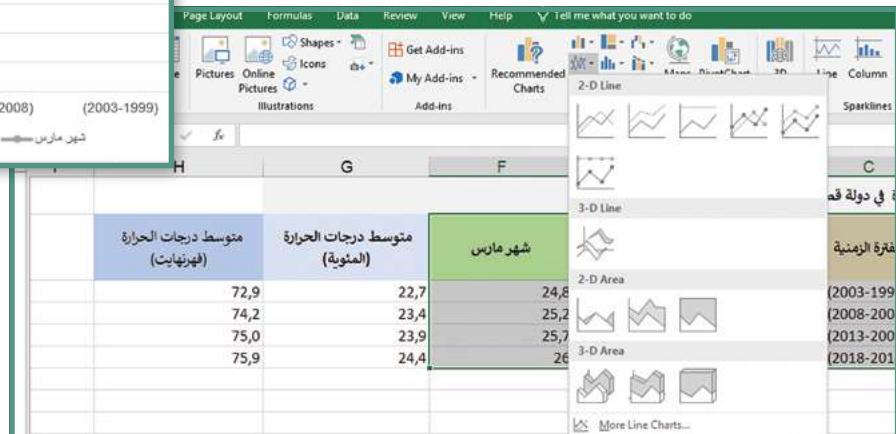 2008)
(2003-1999)
شهر مارس
Page Layout Formulas Data Review View Help Tell me what you want to do
Pictures
Online Pictures
Shapes
Icons
Illustrations
Get Add-ins
My Add-ins
Add-ins
Recommended Charts
Line
Column
Sparklines
fx
2-D Line
3-D Line
2-D Area
3-D Area
More Line Charts...
H G F C
في دولة
متوسط درجات الحرارة (فهرنهايت)
متوسط درجات الحرارة (المئوية)
شهر مارس
الزمنية
72,9 22,7 24,8 (2003-199
74,2 23,4 25,2 (2008-200
75,0 23,9 25,7 (2013-200
75,9 24,4 26 (2018-201